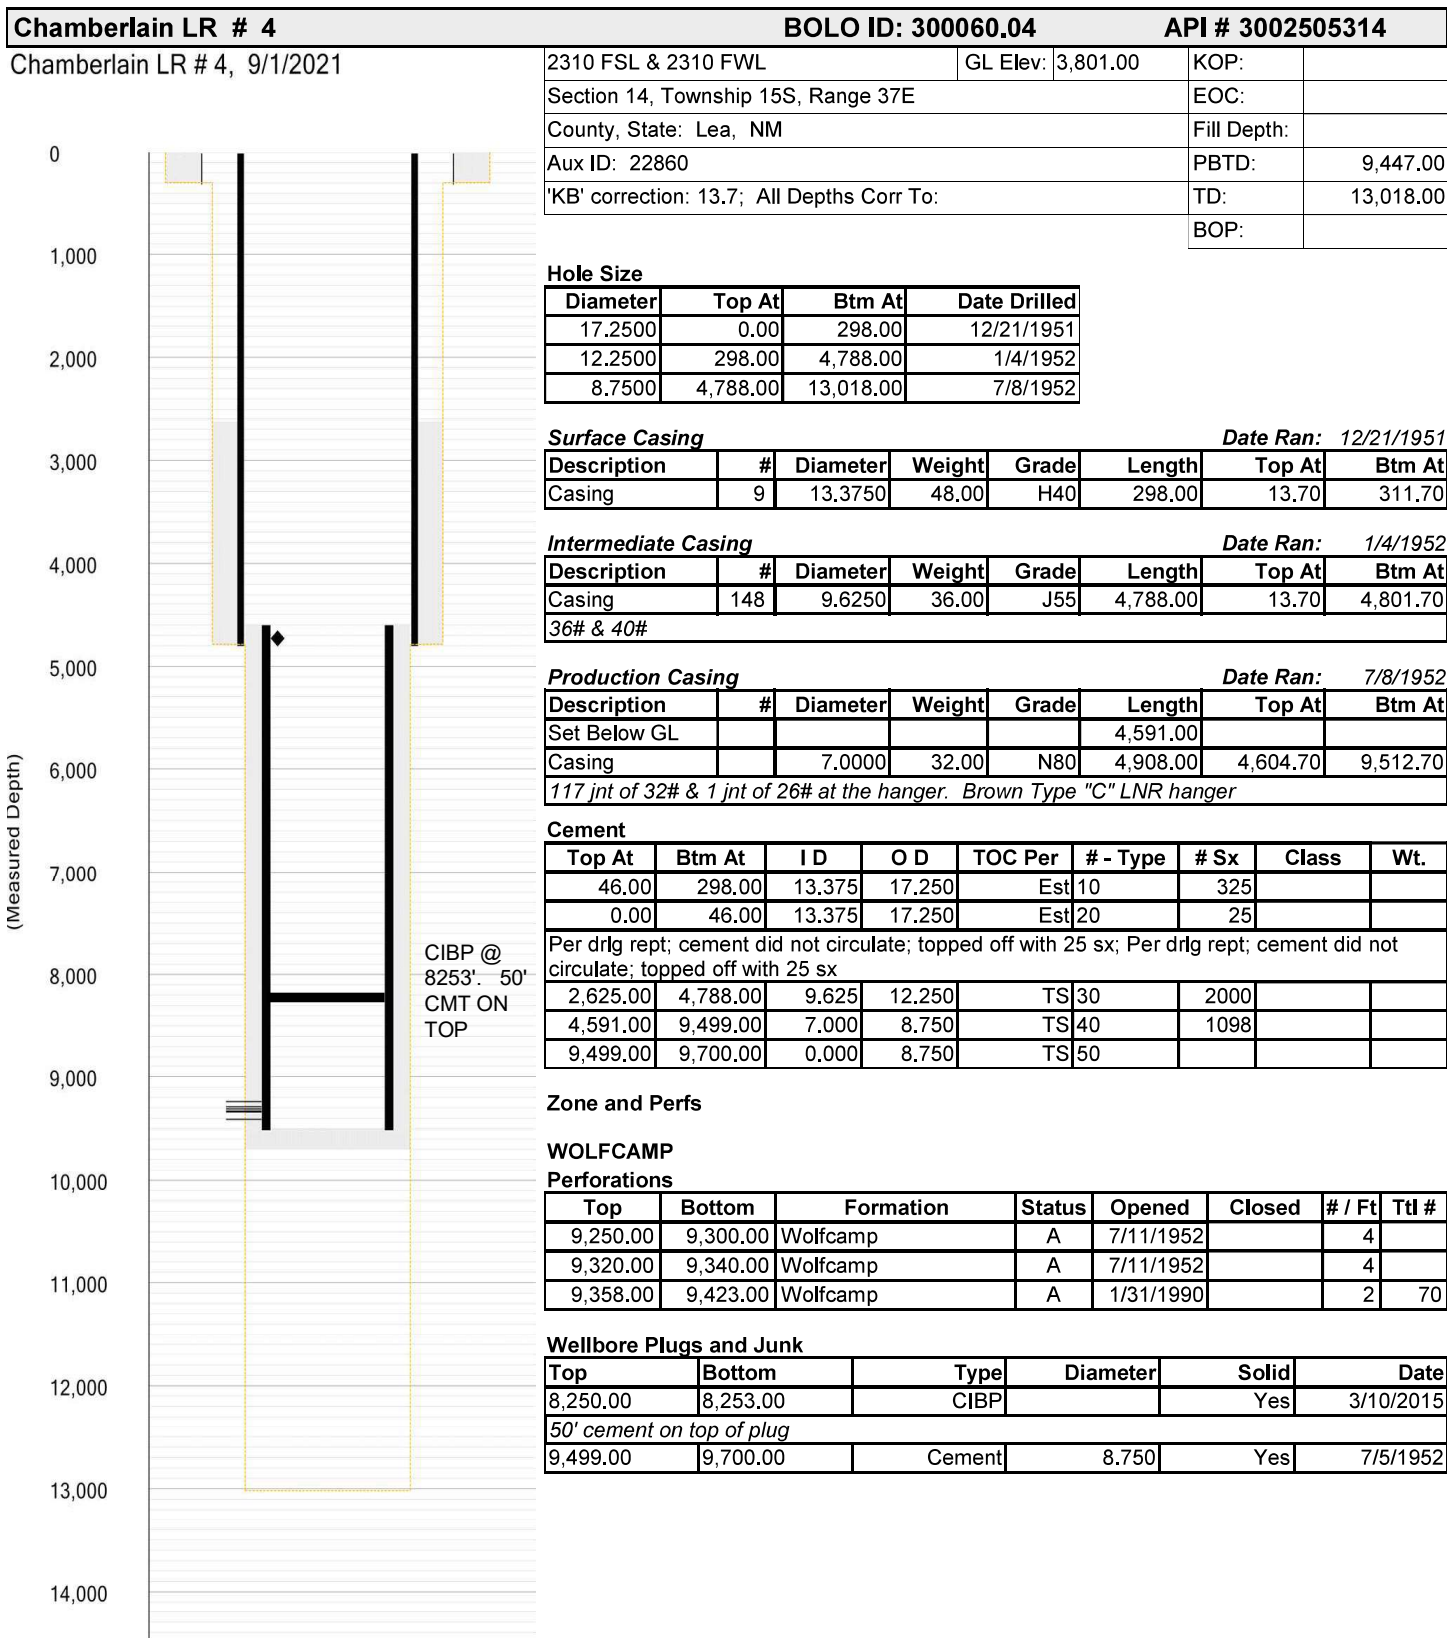 Chamberlain LR # 4 BOLO ID: 300060.04 API # 3002505314
Chamberlain LR # 4, 9/1/2021
2310 FSL & 2310 FWL GL Elev: 3,801.00 KOP:
Section 14, Township 15S, Range 37E EOC:
County, State: Lea, NM Fill Depth:
Aux ID: 22860 PBTD: 9,447.00
'KB' correction: 13.7; All Depths Corr To: TD: 13,018.00
BOP:
(Measured Depth)
0
1,000
2,000
3,000
4,000
5,000
6,000
7,000
8,000
9,000
10,000
11,000
12,000
13,000
14,000
CIBP @
8253'. 50'
CMT ON
TOP
Hole Size
Diameter Top At Btm At Date Drilled
17.2500 0.00 298.00 12/21/1951
12.2500 298.00 4,788.00 1/4/1952
8.7500 4,788.00 13,018.00 7/8/1952
Surface Casing Date Ran: 12/21/1951
Description # Diameter Weight Grade Length Top At Btm At
Casing 9 13.3750 48.00 H40 298.00 13.70 311.70
Intermediate Casing Date Ran: 1/4/1952
Description # Diameter Weight Grade Length Top At Btm At
Casing 148 9.6250 36.00 J55 4,788.00 13.70 4,801.70
36# & 40#
Production Casing Date Ran: 7/8/1952
Description # Diameter Weight Grade Length Top At Btm At
Set Below GL 4,591.00
Casing 7.0000 32.00 N80 4,908.00 4,604.70 9,512.70
117 jnt of 32# & 1 jnt of 26# at the hanger. Brown Type "C" LNR hanger
Cement
Top At Btm At I D O D TOC Per # - Type # Sx Class Wt.
46.00 298.00 13.375 17.250 Est 10 325
0.00 46.00 13.375 17.250 Est 20 25
Per drlg rept; cement did not circulate; topped off with 25 sx; Per drlg rept; cement did not
circulate; topped off with 25 sx
2,625.00 4,788.00 9.625 12.250 TS 30 2000
4,591.00 9,499.00 7.000 8.750 TS 40 1098
9,499.00 9,700.00 0.000 8.750 TS 50
Zone and Perfs
WOLFCAMP
Perforations
Top Bottom Formation Status Opened Closed # / Ft Ttl #
9,250.00 9,300.00 Wolfcamp A 7/11/1952 4
9,320.00 9,340.00 Wolfcamp A 7/11/1952 4
9,358.00 9,423.00 Wolfcamp A 1/31/1990 2 70
Wellbore Plugs and Junk
Top Bottom Type Diameter Solid Date
8,250.00 8,253.00 CIBP Yes 3/10/2015
50' cement on top of plug
9,499.00 9,700.00 Cement 8.750 Yes 7/5/1952